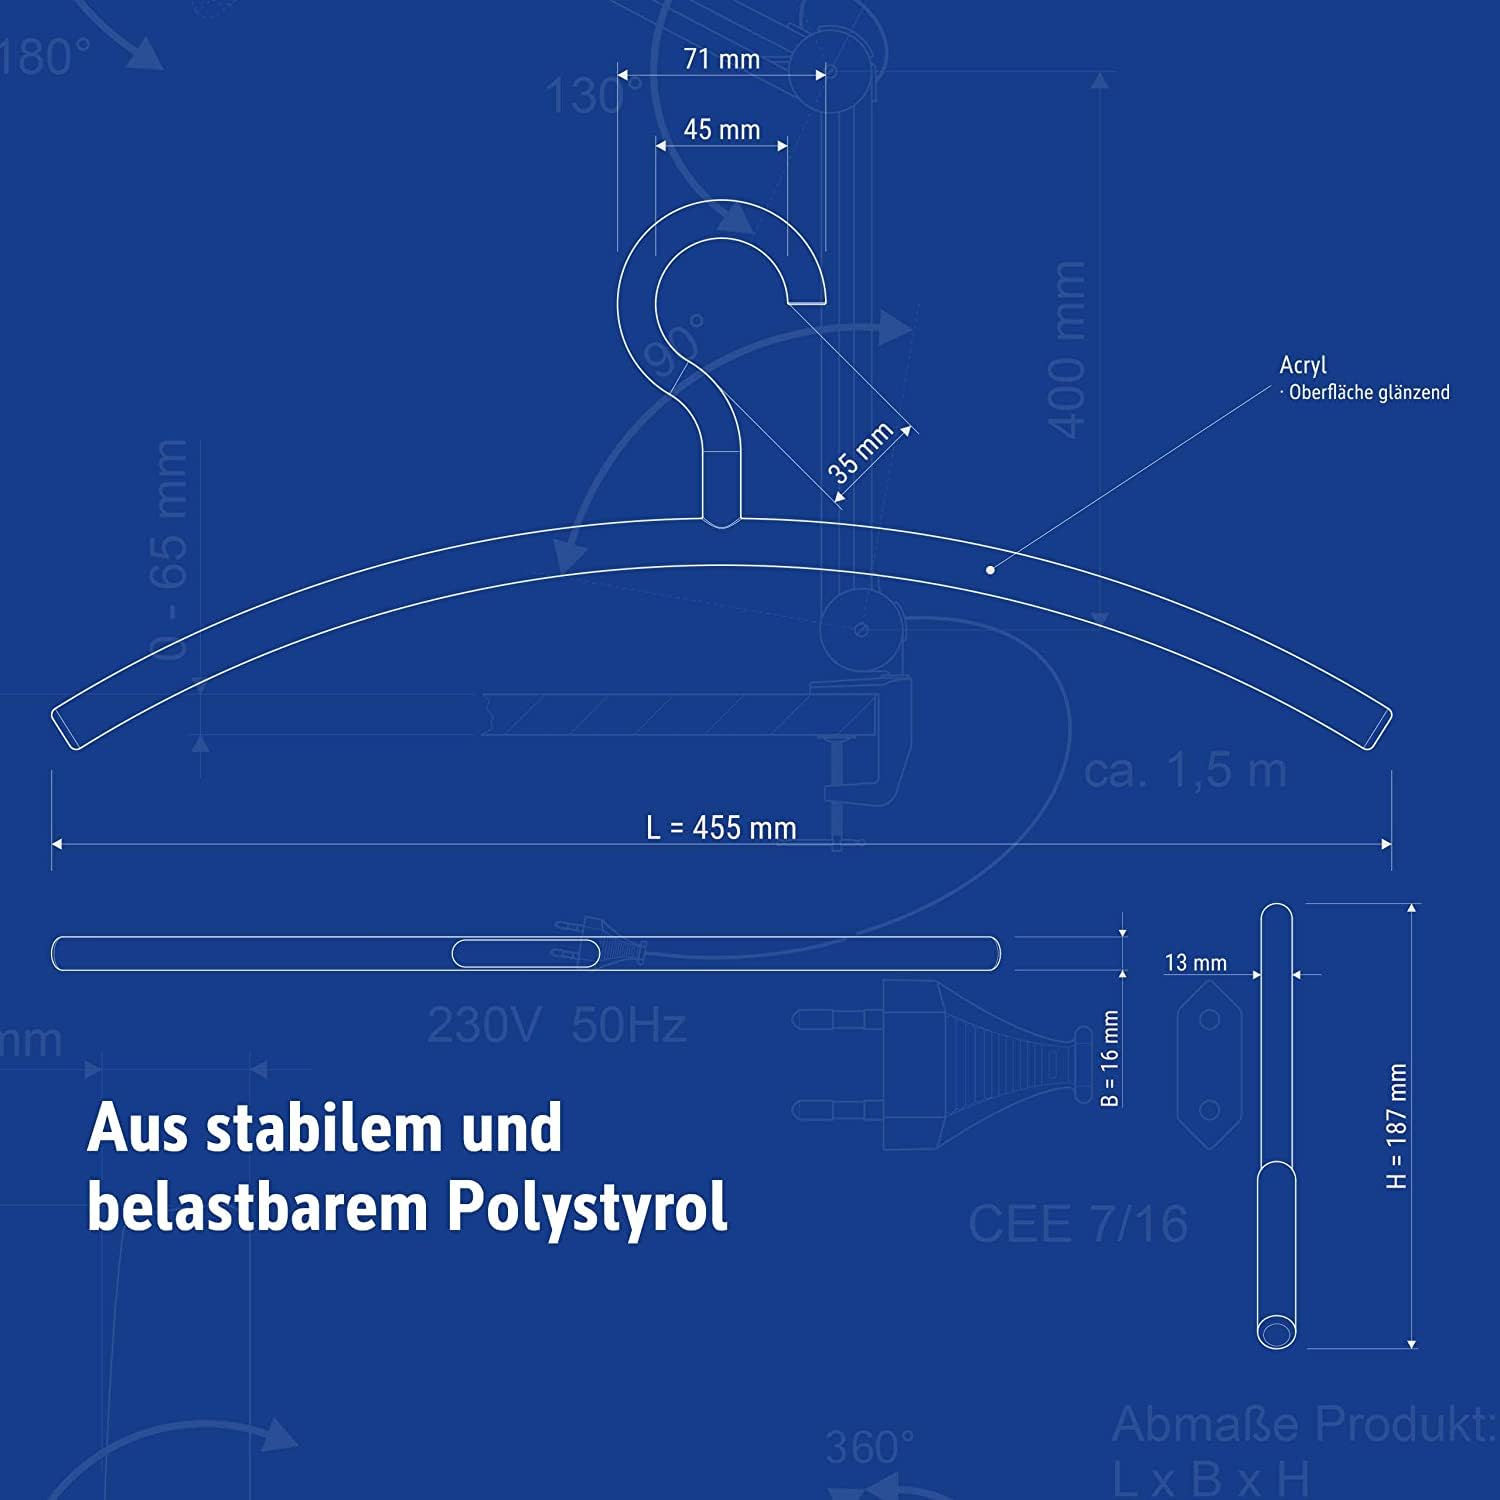 180°
71 mm
130°
45 mm
90°
400 mm
Acryl
· Oberfläche glänzend
35 mm
0 - 65 mm
ca. 1,5 m
L = 455 mm
13 mm
230V 50Hz
mm
B = 16 mm
H = 187 mm
Aus stabilem und
belastbarem Polystyrol
CEE 7/16
360°
Abmaße Produkt:
L x B x H